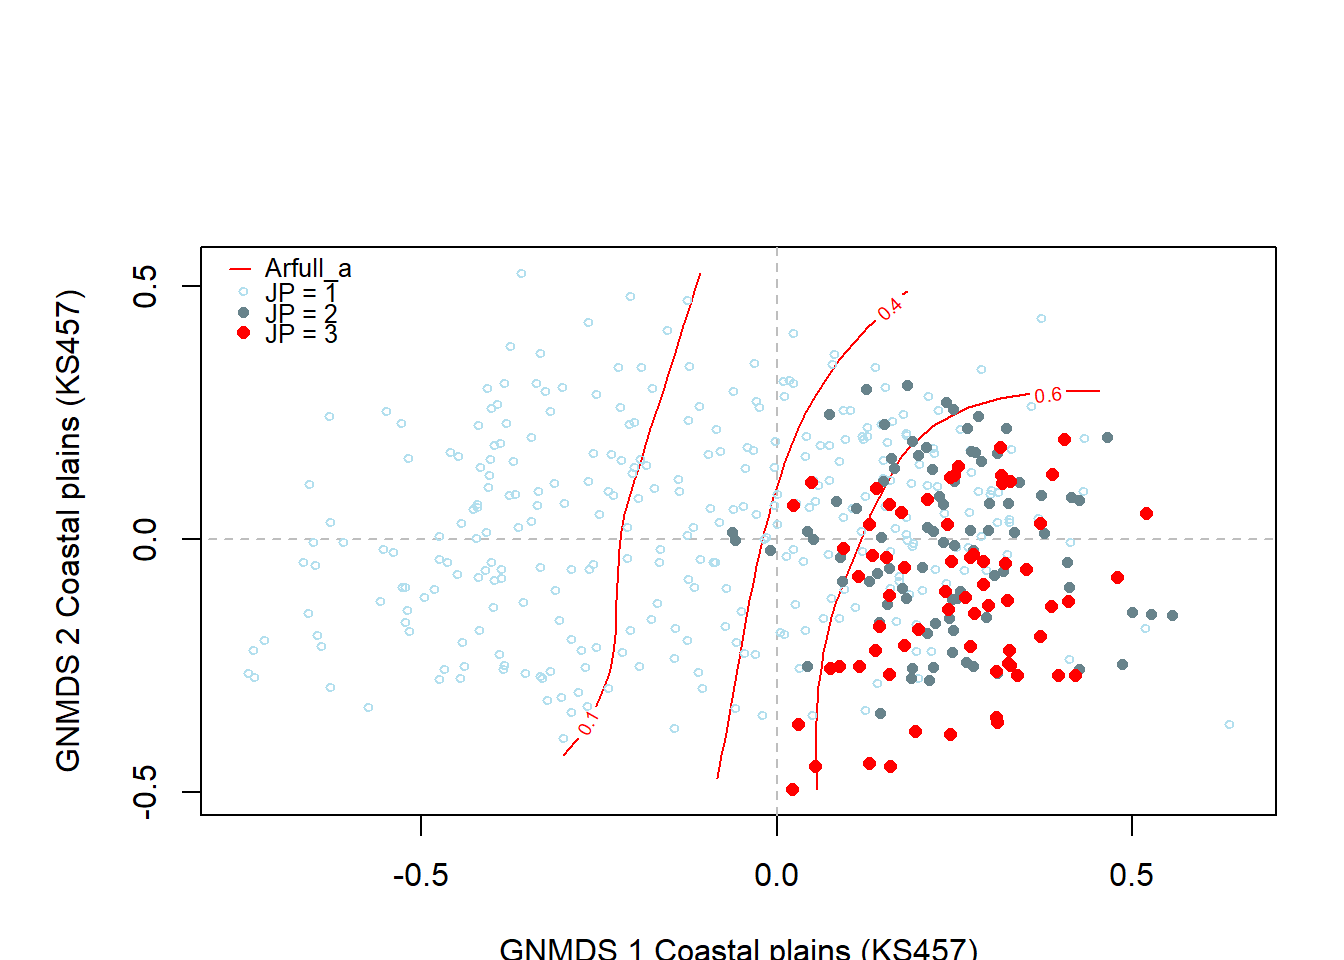 Arfull_a
JP = 1
JP = 2
JP = 3
0.4
0.6
0.1
0.5
0.0
-0.5
GNMDS 2 Coastal plains (KS457)
-0.5
0.0
0.5
GNMDS 1 Coastal plains (KS457)